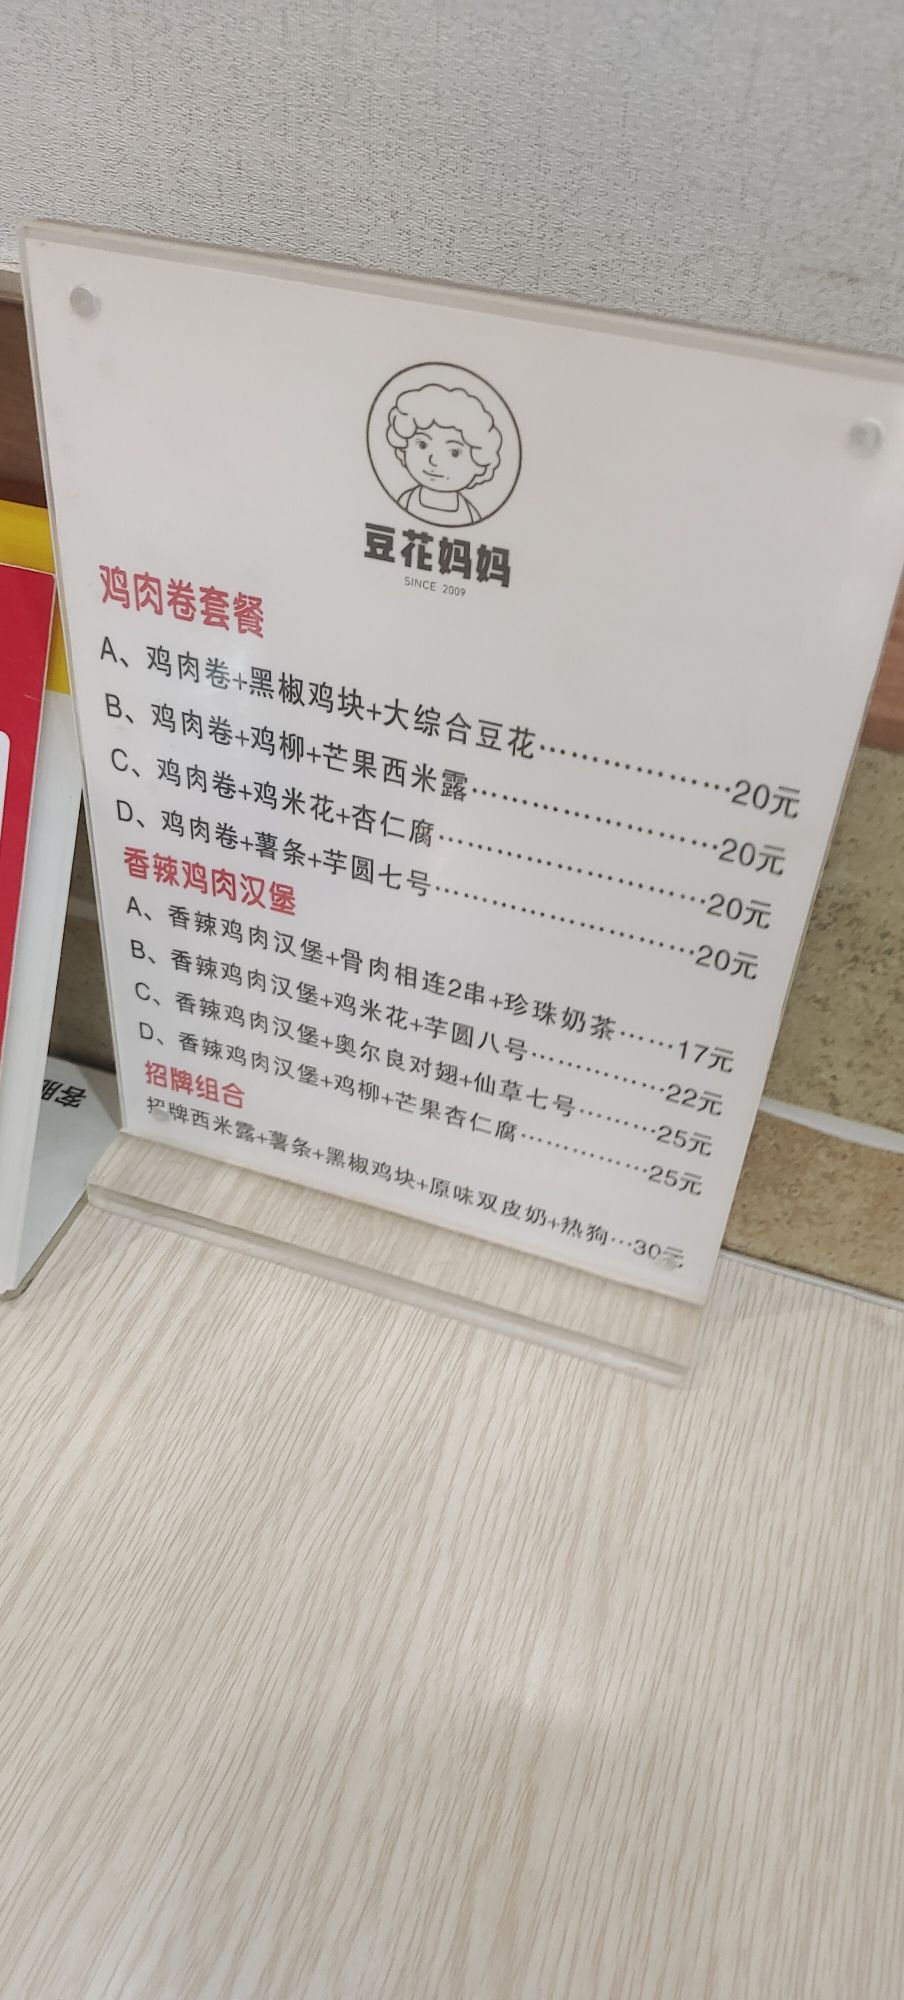 豆花妈妈
SINCE 2009
鸡肉卷套餐
A、鸡肉卷+黑椒鸡块+大综合豆花……………………20元
B、鸡肉卷+鸡柳+芒果西米露……………………20元
C、鸡肉卷+鸡米花+杏仁腐……………………20元
D、鸡肉卷+薯条+芋圆七号……………………20元
香辣鸡肉汉堡
A、香辣鸡肉汉堡+骨肉相连2串+珍珠奶茶……17元
B、香辣鸡肉汉堡+鸡米花+芋圆八号……………22元
C、香辣鸡肉汉堡+奥尔良对翅+仙草七号………25元
D、香辣鸡肉汉堡+鸡柳+芒果杏仁腐……………25元
招牌组合
招牌西米露+薯条+黑椒鸡块+原味双皮奶+热狗…30元
客服